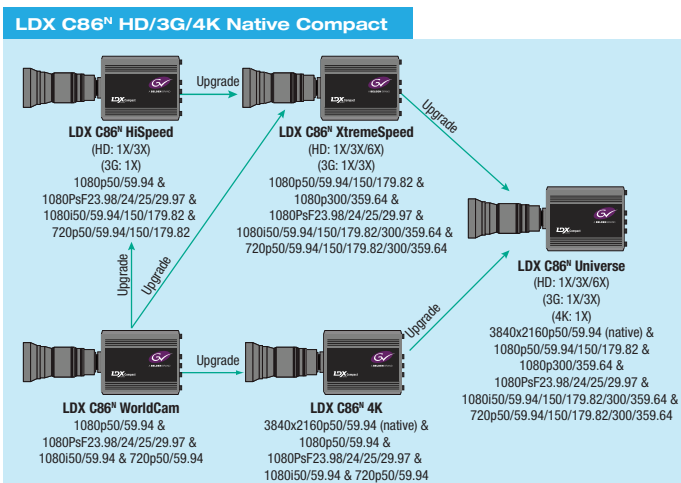 LDX C86ᴺ HD/3G/4K Native Compact
Upgrade
LDX C86ᴺ HiSpeed
(HD: 1X/3X)
(3G: 1X)
1080p50/59.94 &
1080PsF23.98/24/25/29.97 &
1080i50/59.94/150/179.82 &
720p50/59.94/150/179.82
LDX C86ᴺ XtremeSpeed
(HD: 1X/3X/6X)
(3G: 1X/3X)
1080p50/59.94/150/179.82 &
1080p300/359.64 &
1080PsF23.98/24/25/29.97 &
1080i50/59.94/150/179.82/300/359.64 &
720p50/59.94/150/179.82/300/359.64
Upgrade
Upgrade
Upgrade
LDX C86ᴺ Universe
(HD: 1X/3X/6X)
(3G: 1X/3X)
(4K: 1X)
3840x2160p50/59.94 (native) &
1080p50/59.94/150/179.82 &
1080p300/359.64 &
1080PsF23.98/24/25/29.97 &
1080i50/59.94/150/179.82/300/359.64 &
720p50/59.94/150/179.82/300/359.64
Upgrade
Upgrade
LDX C86ᴺ WorldCam
1080p50/59.94 &
1080PsF23.98/24/25/29.97 &
1080i50/59.94 & 720p50/59.94
LDX C86ᴺ 4K
3840x2160p50/59.94 (native) &
1080p50/59.94 &
1080PsF23.98/24/25/29.97 &
1080i50/59.94 & 720p50/59.94